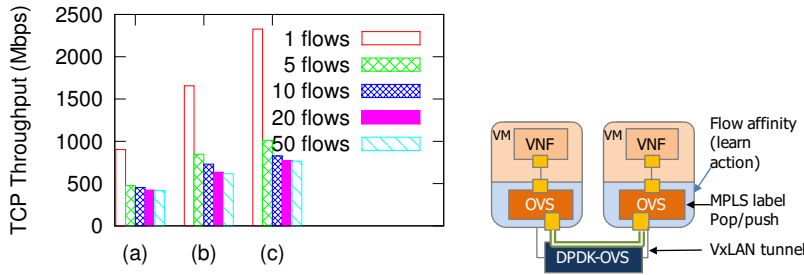 TCP Throughput (Mbps)
2500
2000
1500
1000
500
0
1 flows
5 flows
10 flows
20 flows
50 flows
(a)
(b)
(c)
VM
VNF
OVS
VM
VNF
OVS
DPDK-OVS
Flow affinity
(learn
action)
MPLS label
Pop/push
VxLAN tunnel